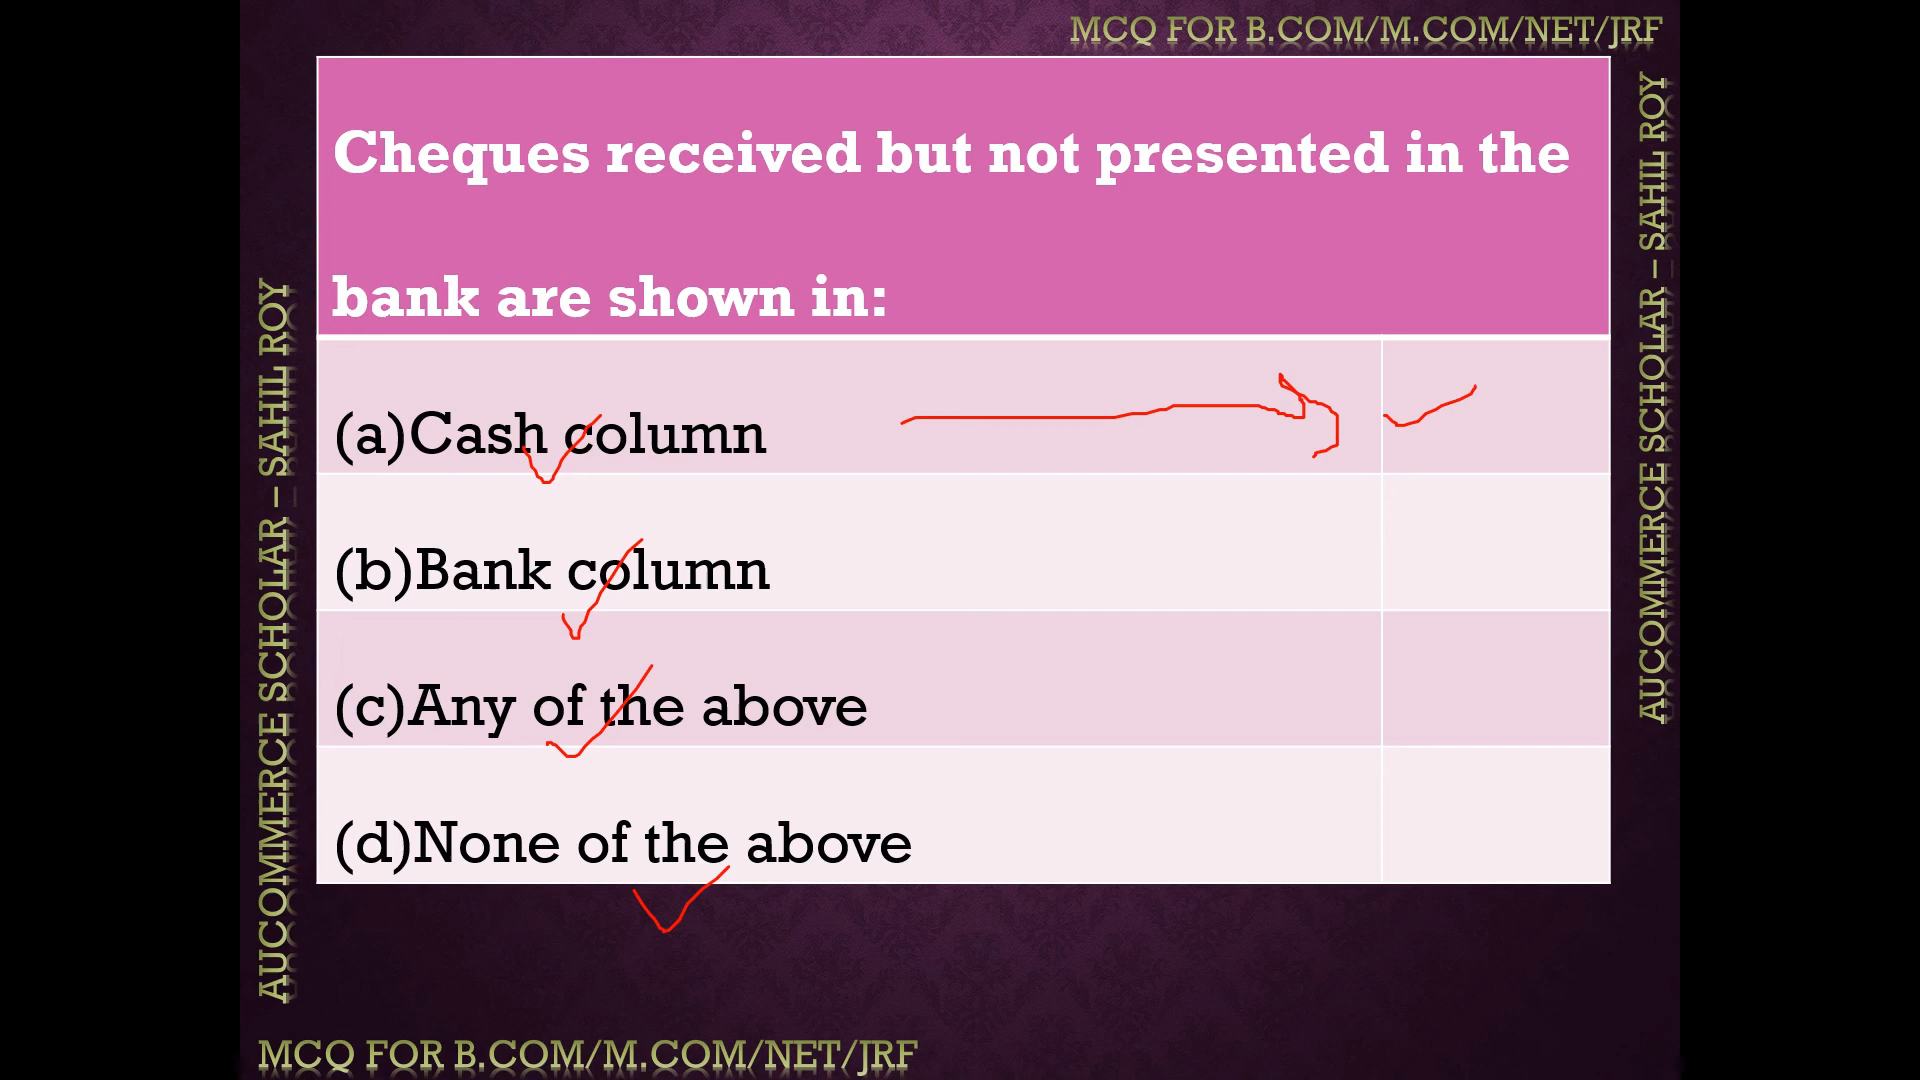 MCQ FOR B.COM/M.COM/NET/JRF
Cheques received but not presented in the
bank are shown in:
(a)Cash column
(b)Bank column
(c)Any of the above
(d)None of the above
AUCOMMERCE SCHOLAR – SAHIL ROY
AUCOMMERCE SCHOLAR – SAHIL ROY
MCQ FOR B.COM/M.COM/NET/JRF